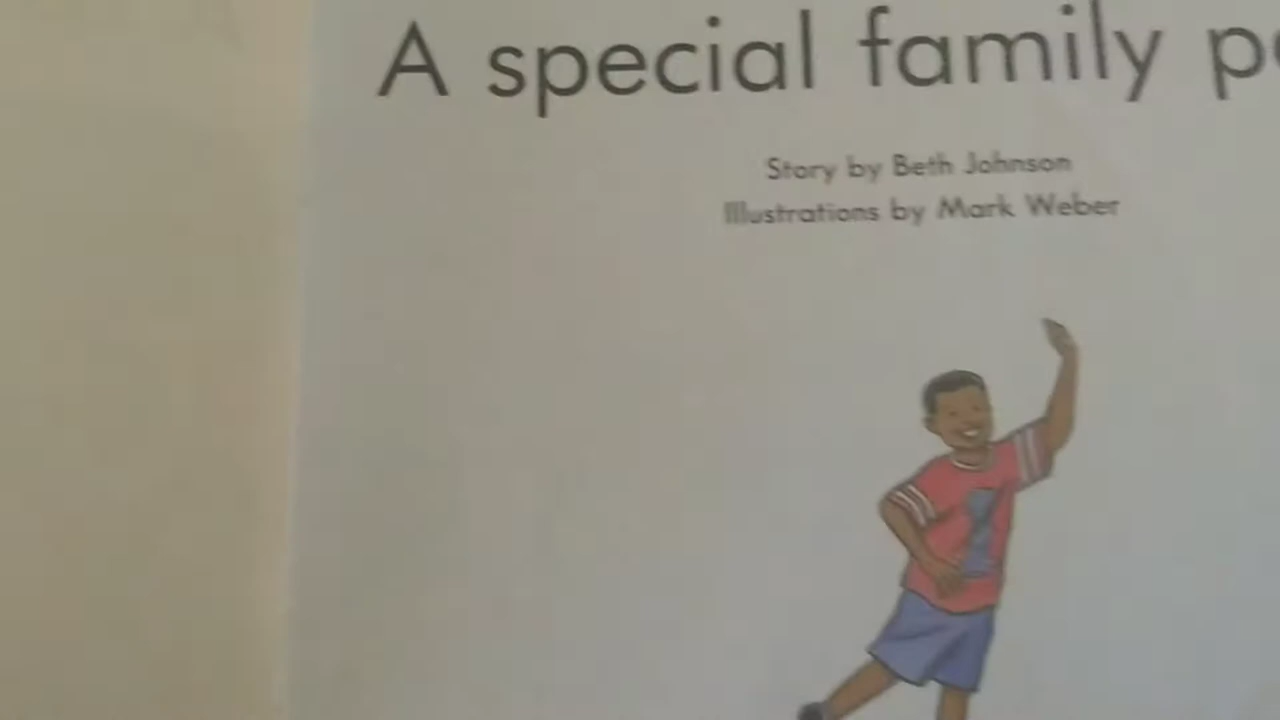 A special family
Story by Beth Johnson
Illustrations by Mark Weber